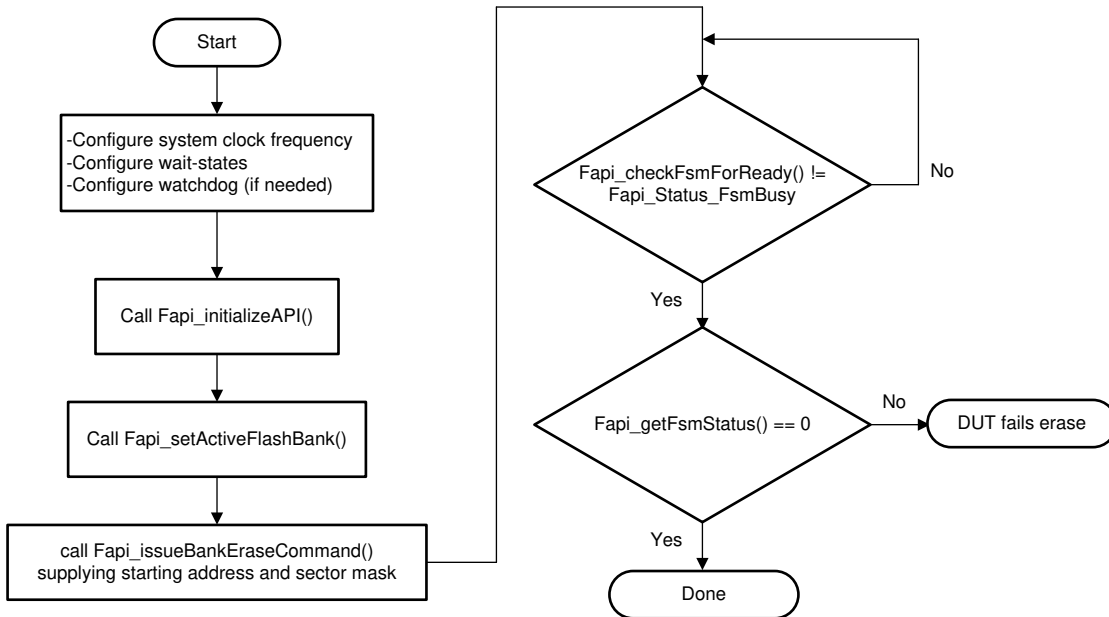 Start
-Configure system clock frequency
-Configure wait-states
-Configure watchdog (if needed)
Call Fapi_initializeAPI()
Call Fapi_setActiveFlashBank()
call Fapi_issueBankEraseCommand()
supplying starting address and sector mask
Fapi_checkFsmForReady() !=
Fapi_Status_FsmBusy
No
Yes
Fapi_getFsmStatus() == 0
No
DUT fails erase
Yes
Done